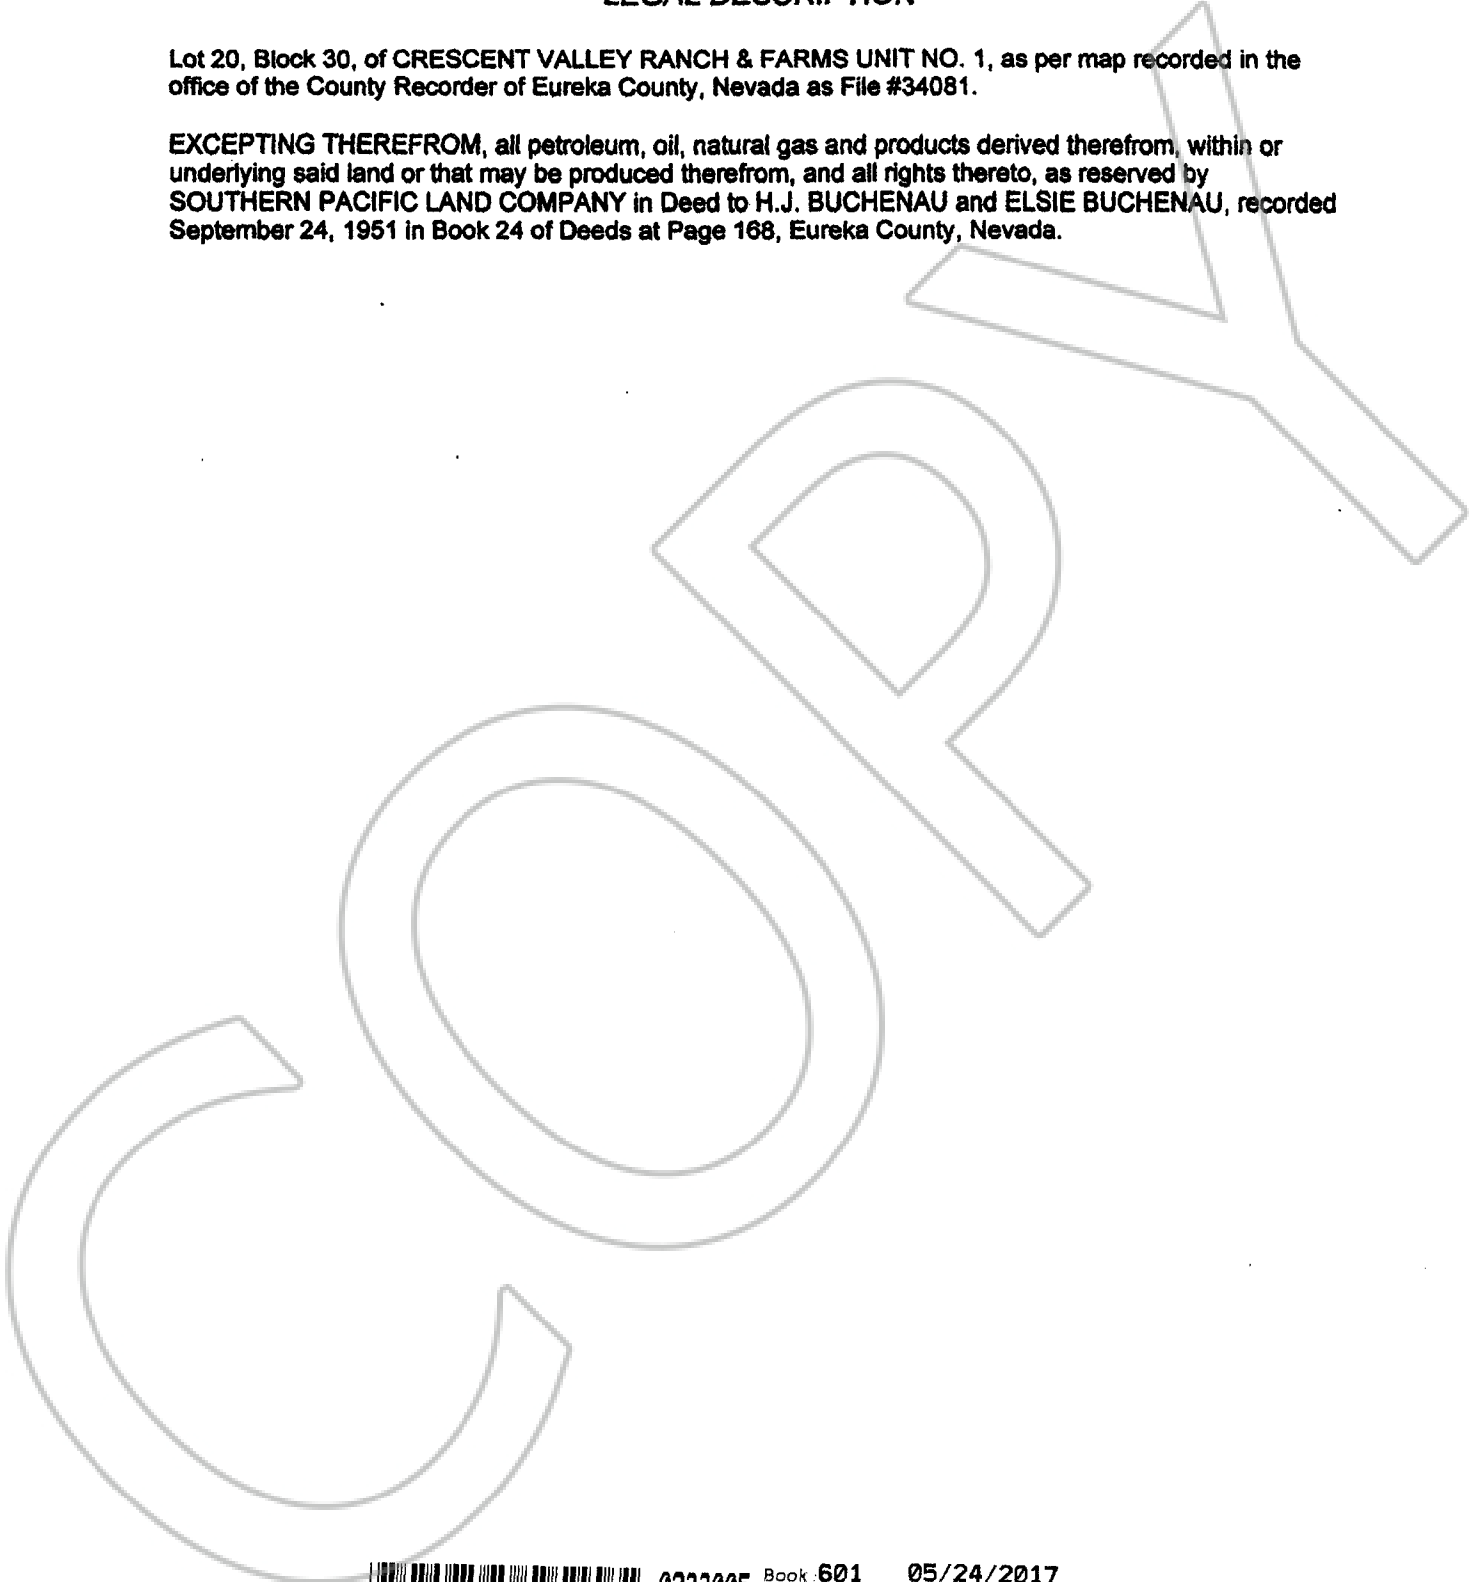 LEGAL DESCRIPTION
Lot 20, Block 30, of CRESCENT VALLEY RANCH & FARMS UNIT NO. 1, as per map recorded in the
office of the County Recorder of Eureka County, Nevada as File #34081.
EXCEPTING THEREFROM, all petroleum, oil, natural gas and products derived therefrom, within or
underlying said land or that may be produced therefrom, and all rights thereto, as reserved by
SOUTHERN PACIFIC LAND COMPANY in Deed to H.J. BUCHENAU and ELSIE BUCHENAU, recorded
September 24, 1951 in Book 24 of Deeds at Page 168, Eureka County, Nevada.
COPY
Book: 601 05/24/2017